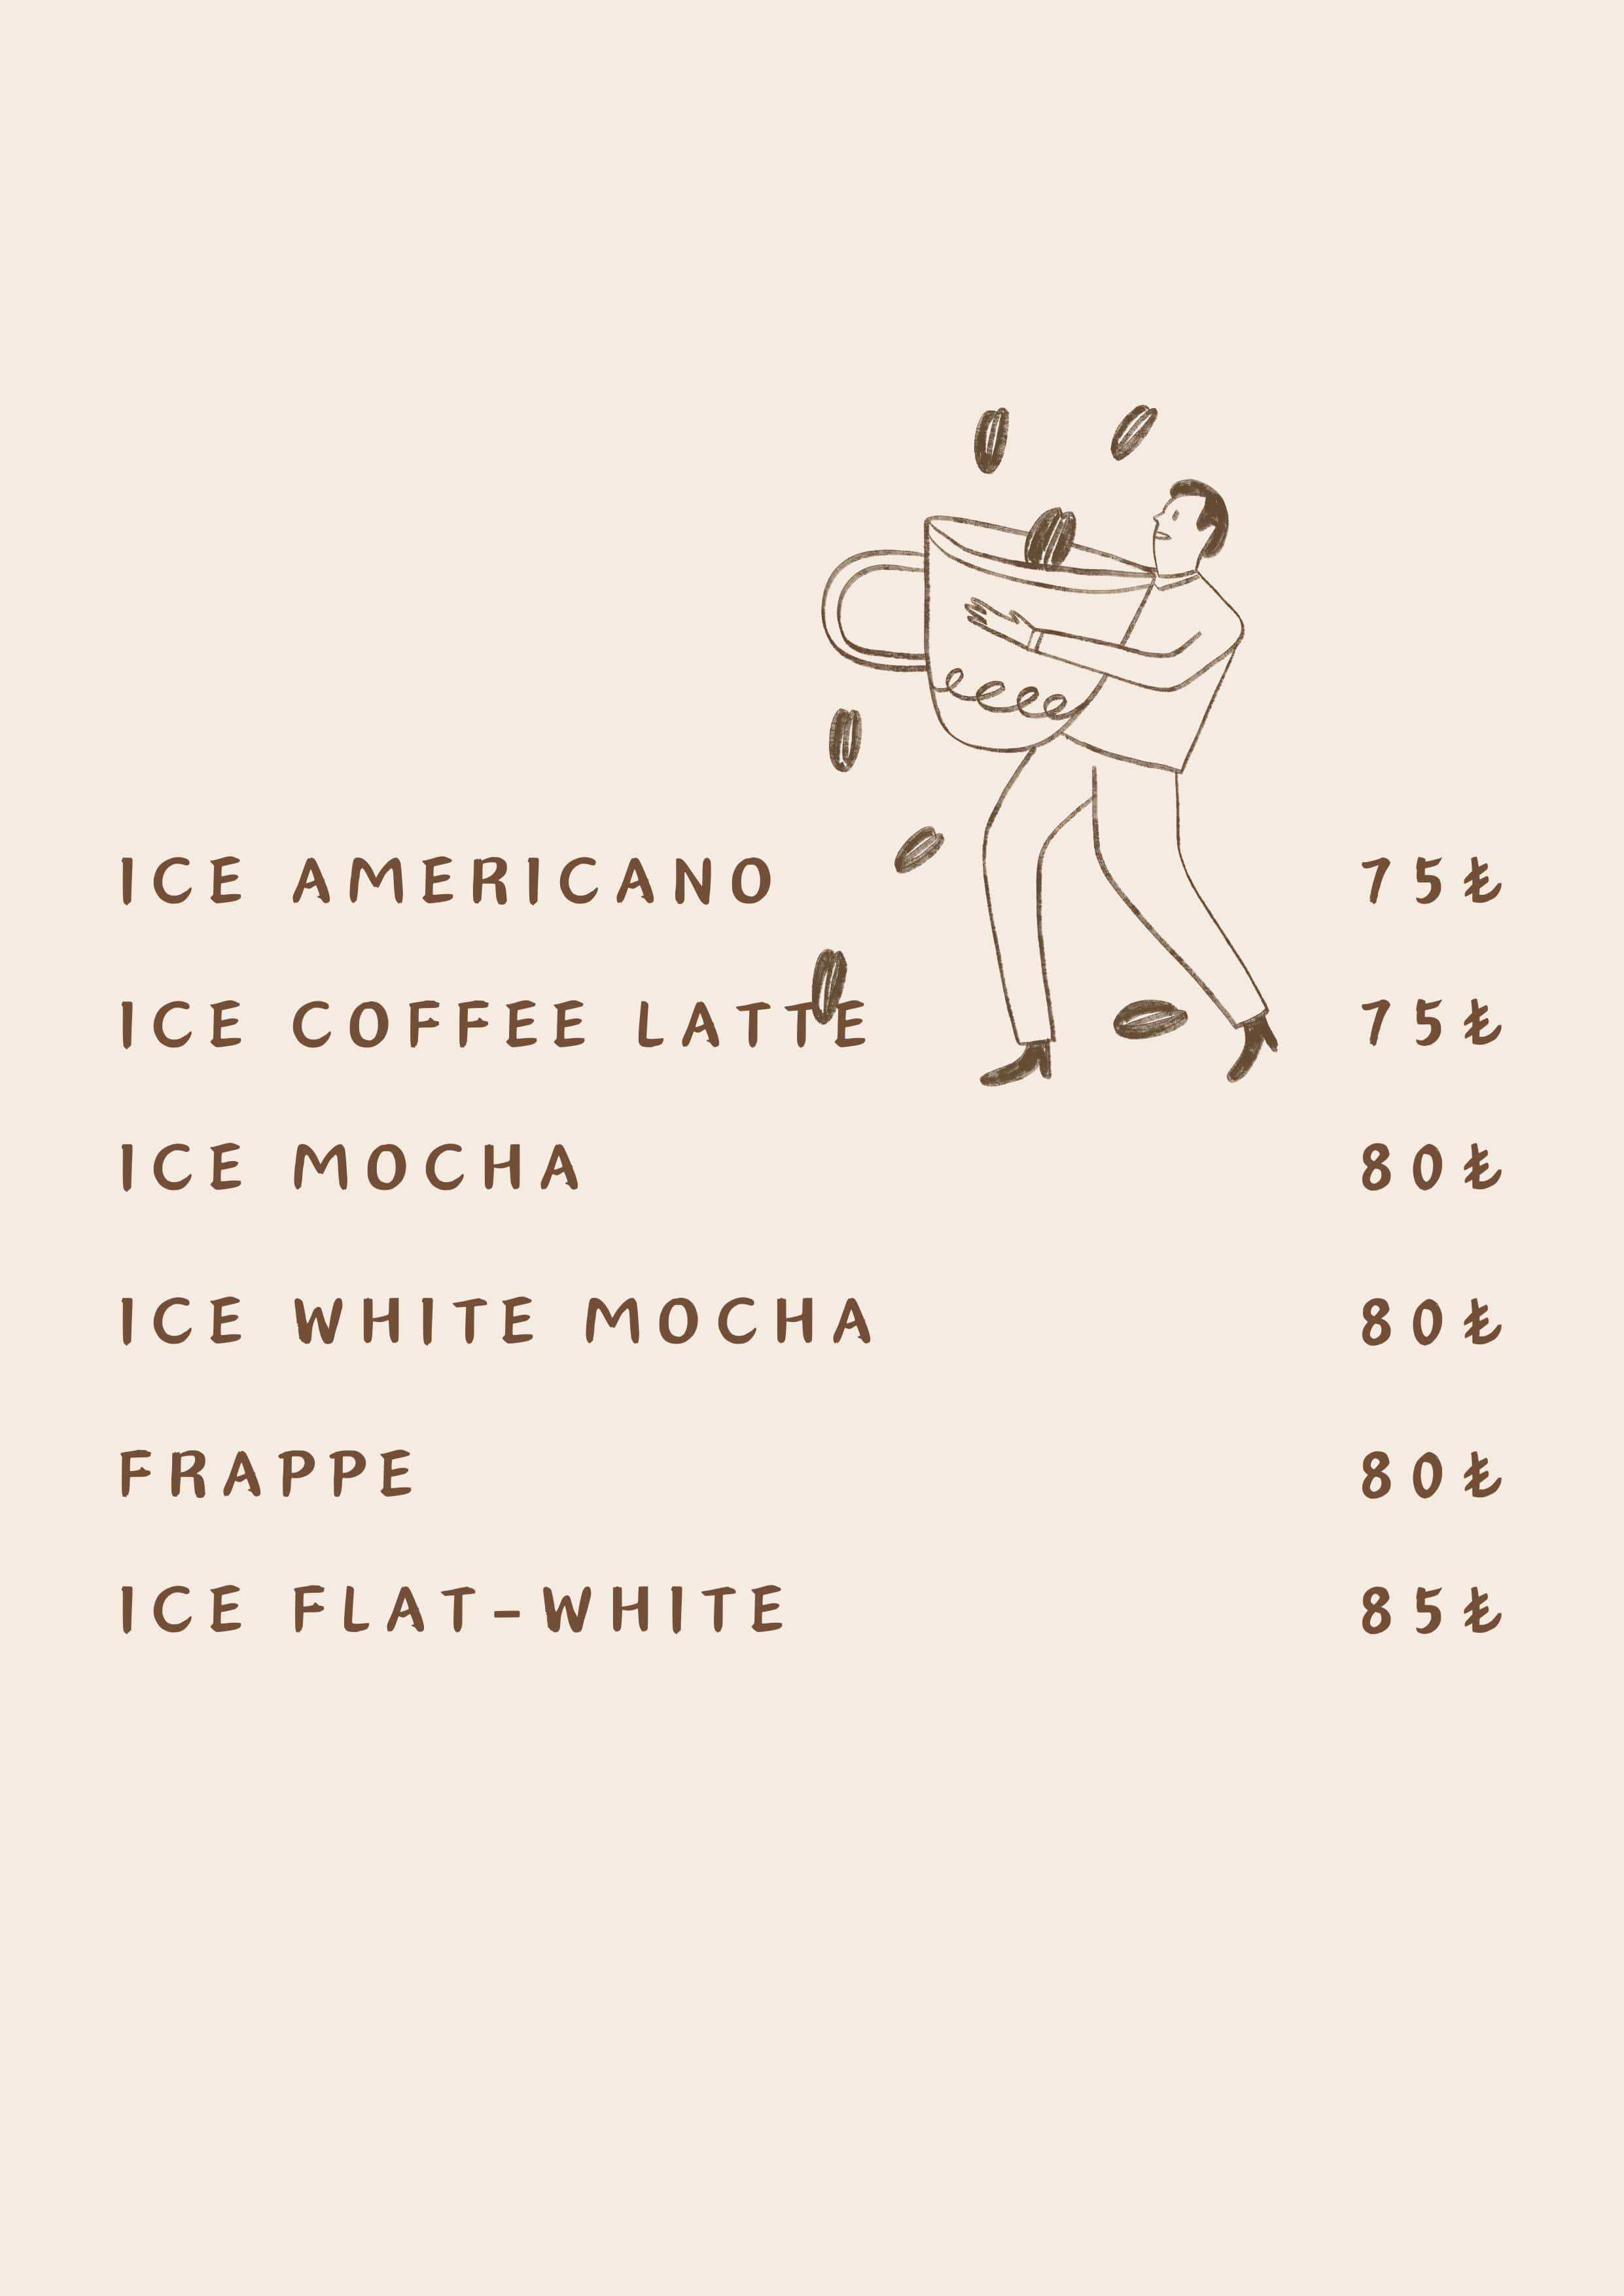 ICE AMERICANO 75₺
ICE COFFEE LATTE 75₺
ICE MOCHA 80₺
ICE WHITE MOCHA 80₺
FRAPPE 80₺
ICE FLAT-WHITE 85₺